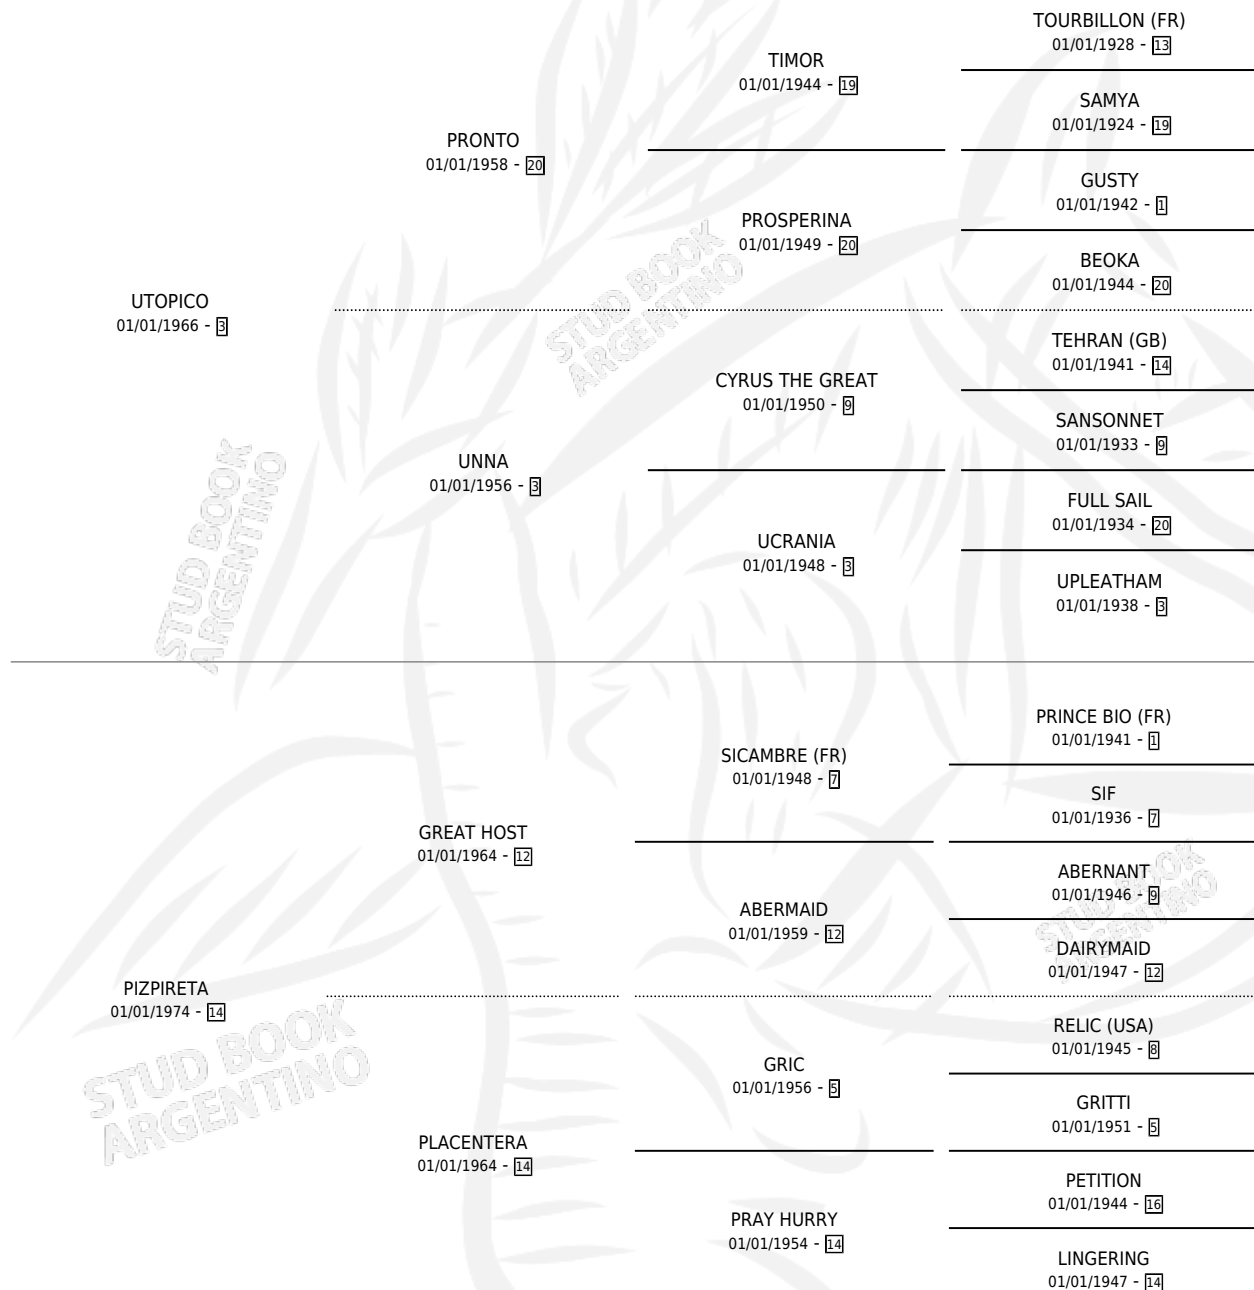 TOURBILLON (FR)
01/01/1928 - 13
TIMOR
01/01/1944 - 19
SAMYA
01/01/1924 - 19
PRONTO
01/01/1958 - 20
GUSTY
01/01/1942 - 1
PROSPERINA
01/01/1949 - 20
BEOKA
01/01/1944 - 20
UTOPICO
01/01/1966 - 3
TEHRAN (GB)
01/01/1941 - 14
CYRUS THE GREAT
01/01/1950 - 9
SANSONNET
01/01/1933 - 9
UNNA
01/01/1956 - 3
FULL SAIL
01/01/1934 - 20
UCRANIA
01/01/1948 - 3
UPLEATHAM
01/01/1938 - 3
PRINCE BIO (FR)
01/01/1941 - 1
SICAMBRE (FR)
01/01/1948 - 7
SIF
01/01/1936 - 7
GREAT HOST
01/01/1964 - 12
ABERNANT
01/01/1946 - 9
ABERMAID
01/01/1959 - 12
DAIRYMAID
01/01/1947 - 12
PIZPIRETA
01/01/1974 - 14
RELIC (USA)
01/01/1945 - 8
GRIC
01/01/1956 - 5
GRITTI
01/01/1951 - 5
PLACENTERA
01/01/1964 - 14
PETITION
01/01/1944 - 16
PRAY HURRY
01/01/1954 - 14
LINGERING
01/01/1947 - 14
STUD BOOK
ARGENTINO
STUD BOOK
ARGENTINO
STUD BOOK
ARGENTINO
STUD BOOK
ARGENTINO